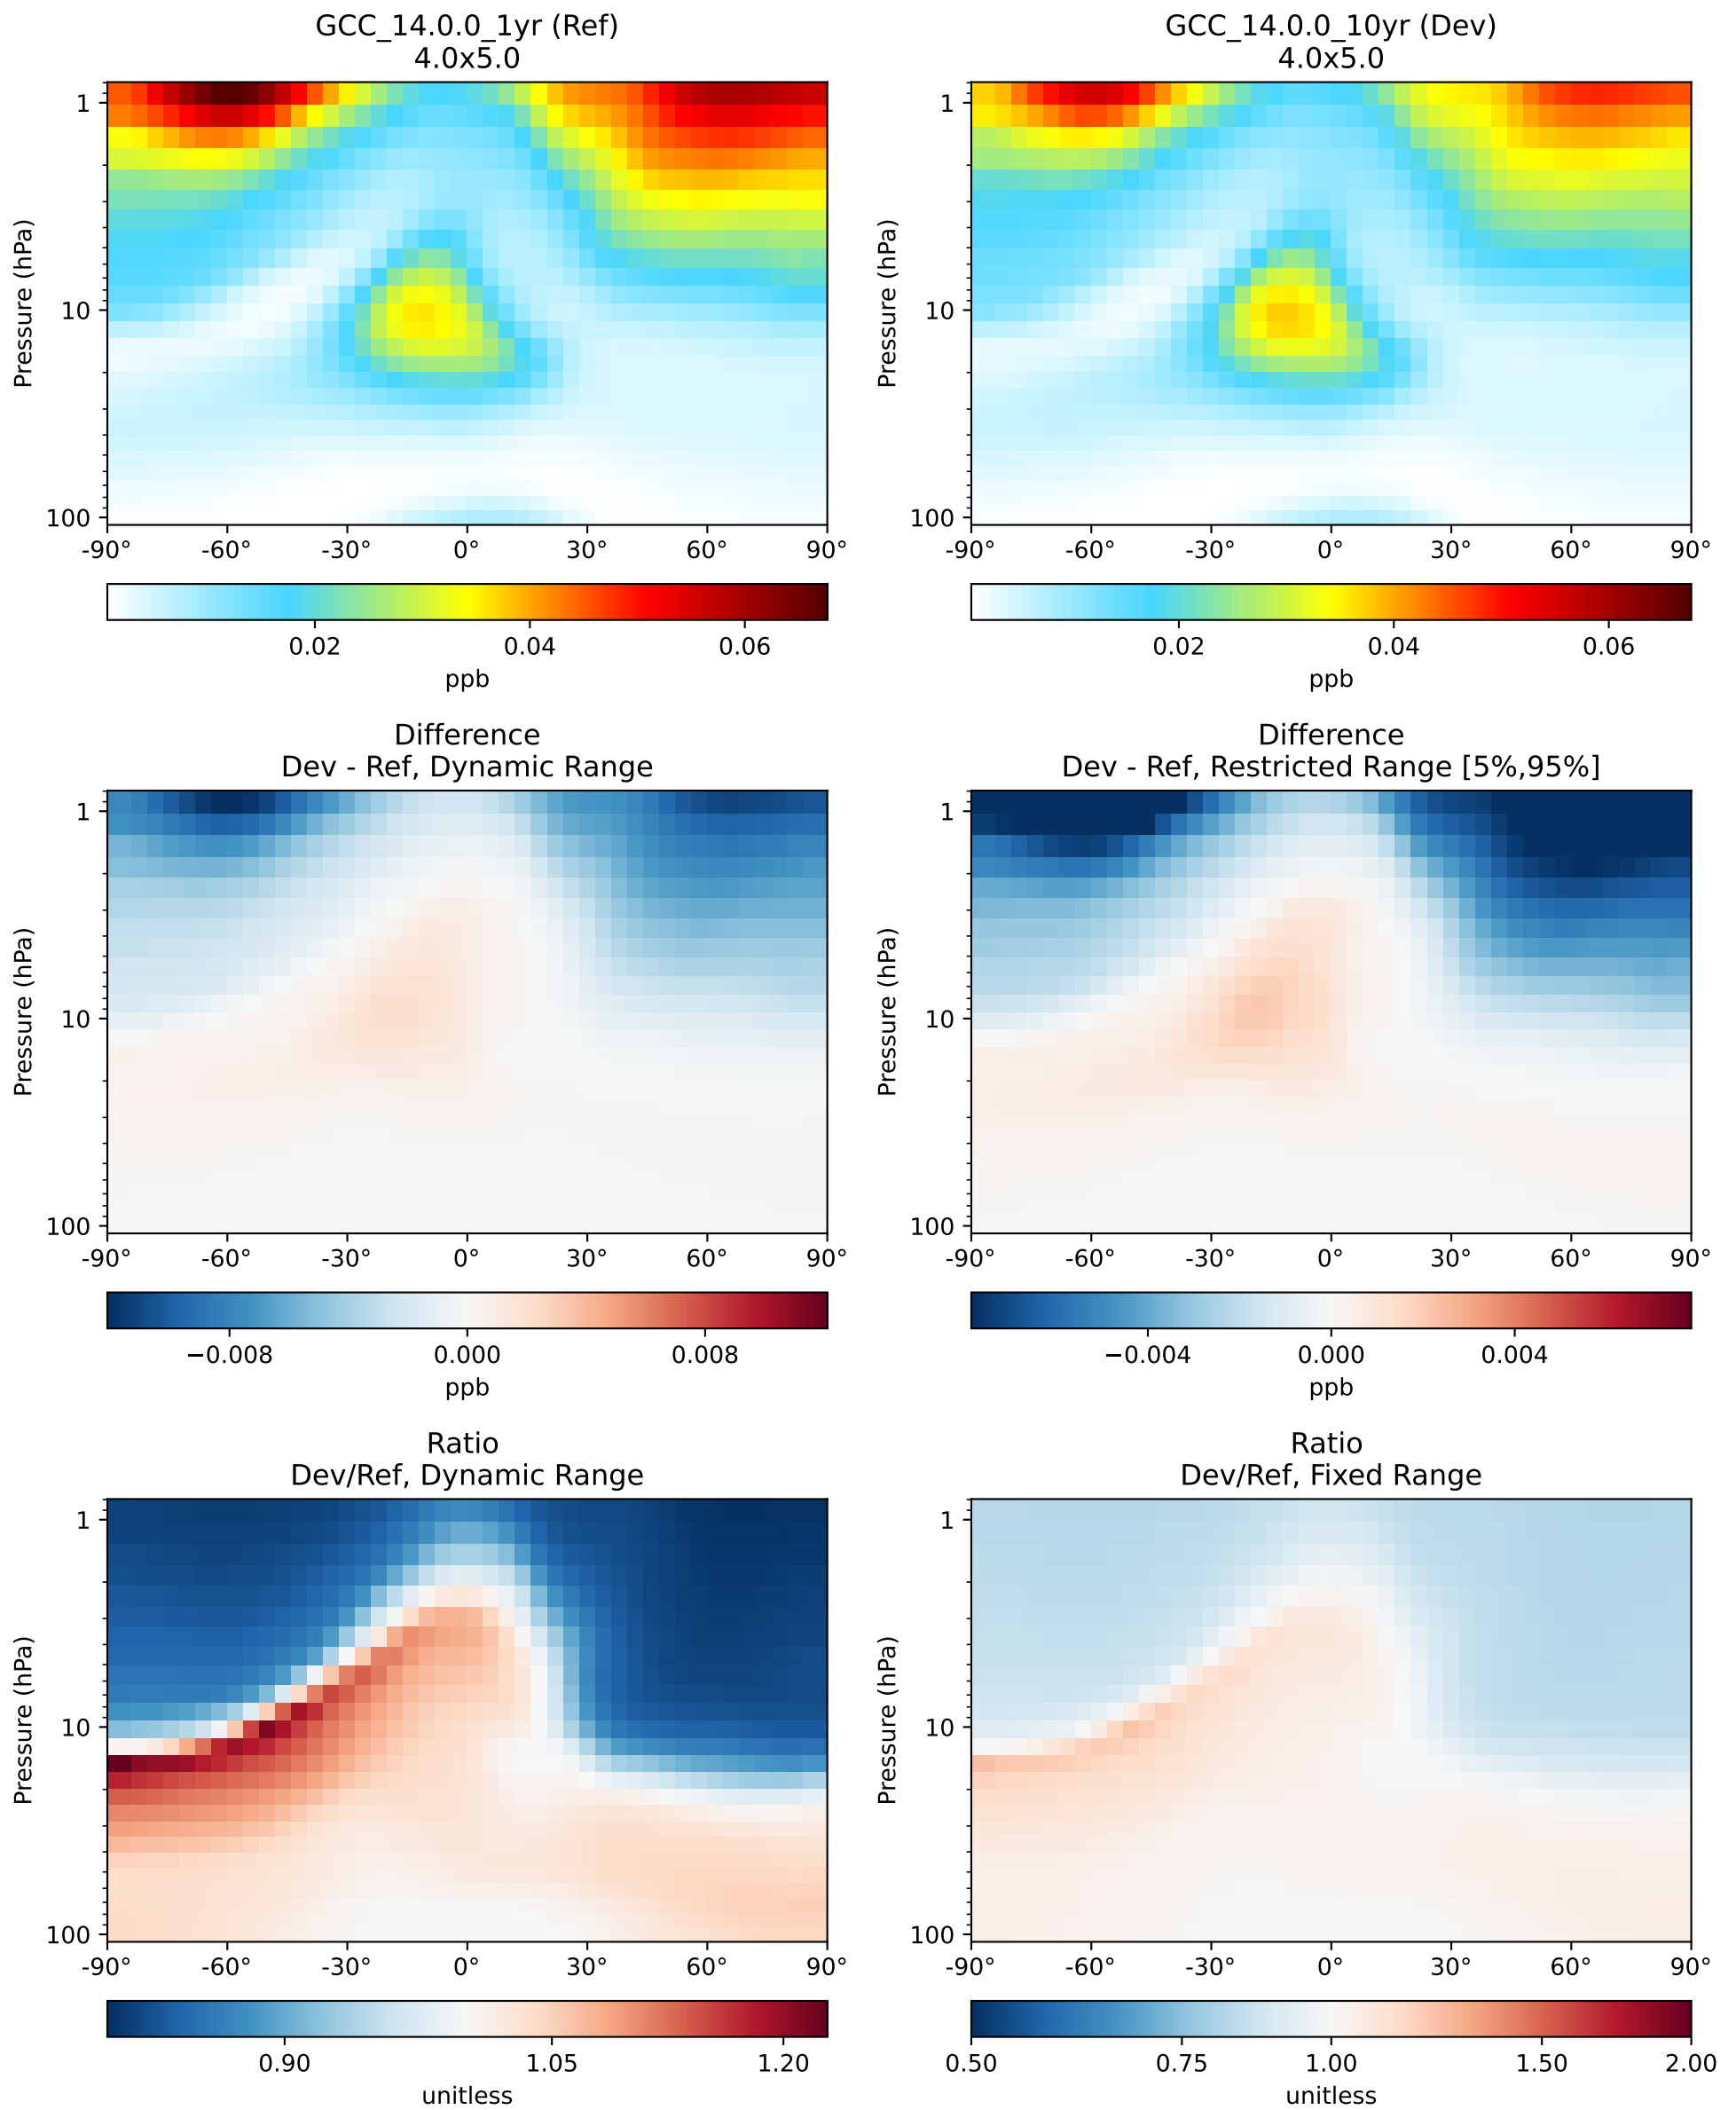 GCC_14.0.0_1yr (Ref)
4.0x5.0
Pressure (hPa)
1
10
100
-90° -60° -30° 0° 30° 60° 90°
0.02 0.04 0.06
ppb
GCC_14.0.0_10yr (Dev)
4.0x5.0
Pressure (hPa)
1
10
100
-90° -60° -30° 0° 30° 60° 90°
0.02 0.04 0.06
ppb
Difference
Dev - Ref, Dynamic Range
Pressure (hPa)
1
10
100
-90° -60° -30° 0° 30° 60° 90°
−0.008 0.000 0.008
ppb
Difference
Dev - Ref, Restricted Range [5%,95%]
Pressure (hPa)
1
10
100
-90° -60° -30° 0° 30° 60° 90°
−0.004 0.000 0.004
ppb
Ratio
Dev/Ref, Dynamic Range
Pressure (hPa)
1
10
100
-90° -60° -30° 0° 30° 60° 90°
0.90 1.05 1.20
unitless
Ratio
Dev/Ref, Fixed Range
Pressure (hPa)
1
10
100
-90° -60° -30° 0° 30° 60° 90°
0.50 0.75 1.00 1.50 2.00
unitless